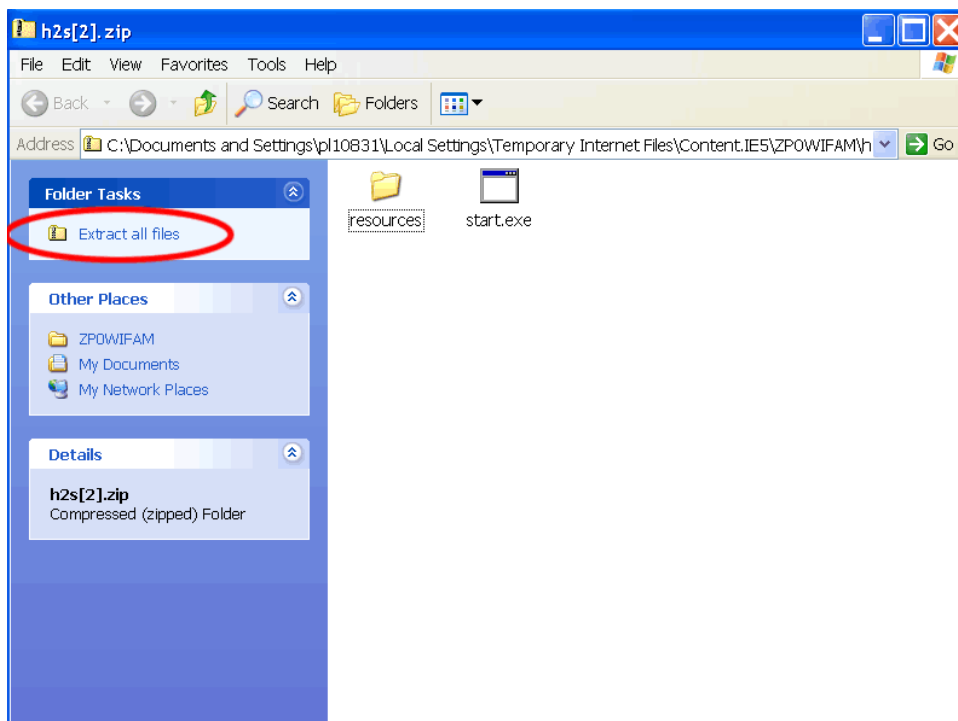 h2s[2].zip
File Edit View Favorites Tools Help
Back Search Folders
Address C:\Documents and Settings\pl10831\Local Settings\Temporary Internet Files\Content.IE5\ZP0WIFAM\h Go
Folder Tasks
Extract all files
resources start.exe
Other Places
ZP0WIFAM
My Documents
My Network Places
Details
h2s[2].zip
Compressed (zipped) Folder